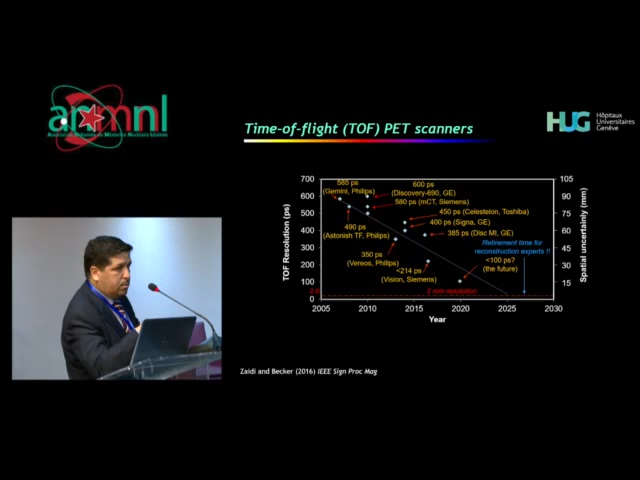 anmnl
Time-of-flight (TOF) PET scanners
HUG
Hôpitaux
Universitaires
Genève
700
600
500
400
300
200
100
0
TOF Resolution (ps)
105
90
75
60
45
30
15
Spatial uncertainly (mm)
585 ps
(Gemini, Philips)
600 ps
(Discovery-690, GE)
580 ps (mCT, Siemens)
450 ps (Celesteion, Toshiba)
400 ps (Signa, GE)
385 ps (Disc MI, GE)
490 ps
(Astonish TF, Philips)
350 ps
(Vereos, Philips)
<214 ps
(Vision, Siemens)
Retirement time for
reconstruction experts !!
<100 ps?
(the future)
2 mm resolution
2005 2010 2015 2020 2025 2030
Year
Zaidi and Becker (2016) IEEE Sign Proc Mag